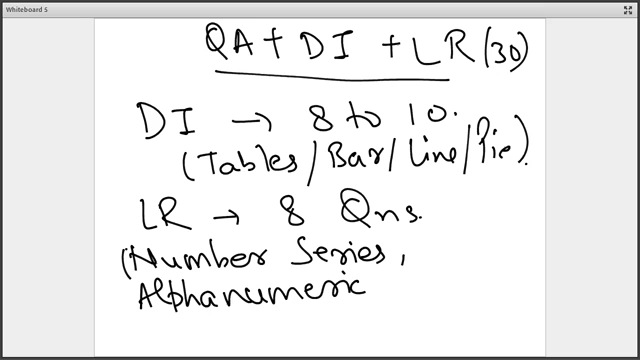 Whiteboard 5
QA + DI + LR (30)
DI → 8 to 10.
(Tables/Bar/Line/Pie).
LR → 8 Qns.
(Number Series,
Alphanumeric